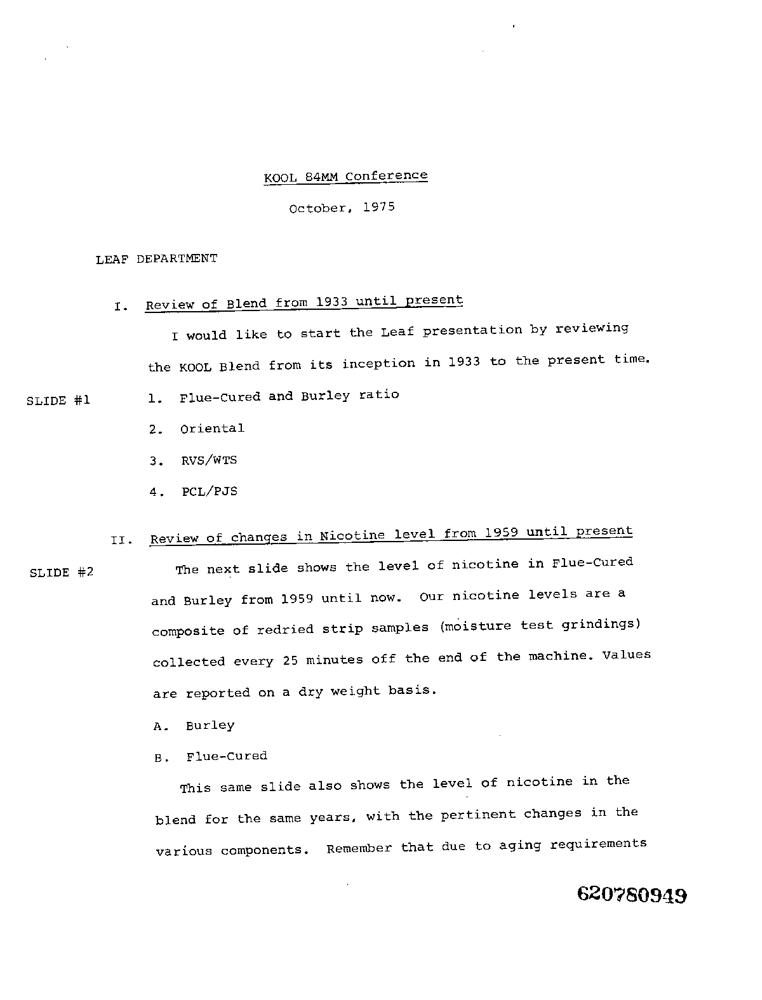 KOOL 84MM Conference
October, 1975
LEAF DEPARTMENT
I. Review of Blend from 1933 until present
I would like to start the Leaf presentation by reviewing
the KOOL Blend from its inception in 1933 to the present time.
SLIDE #1 1. Flue-Cured and Burley ratio
2. Oriental
3. RVS/WTS
4. PCL/PJS
II. Review of changes in Nicotine level from 1959 until present
SLIDE #2 The next slide shows the level of nicotine in Flue-Cured
and Burley from 1959 until now. Our nicotine levels are a
composite of redried strip samples (moisture test grindings)
collected every 25 minutes off the end of the machine. Values
are reported on a dry weight basis.
A. Burley
B. Flue-Cured
This same slide also shows the level of nicotine in the
blend for the same years, with the pertinent changes in the
various components. Remember that due to aging requirements
620780949